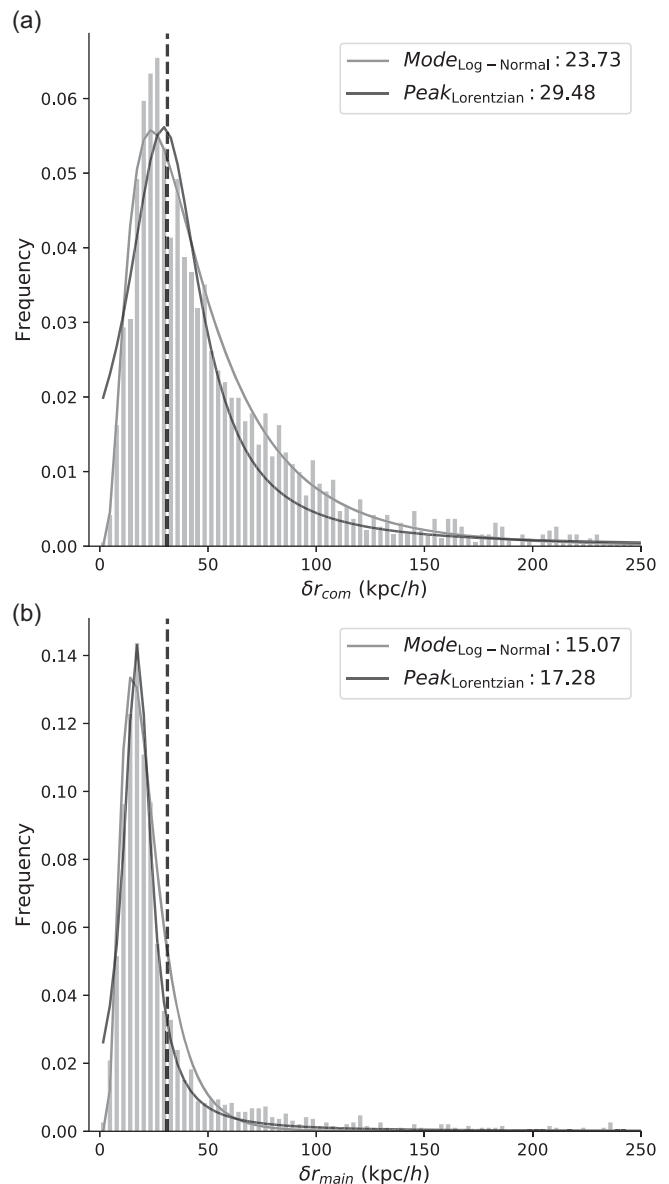 (a)
Mode_Log − Normal : 23.73
Peak_Lorentzian : 29.48
0.06
0.05
0.04
0.03
0.02
0.01
0.00
Frequency
0 50 100 150 200 250
δr_com (kpc/h)
(b)
Mode_Log − Normal : 15.07
Peak_Lorentzian : 17.28
0.14
0.12
0.10
0.08
0.06
0.04
0.02
0.00
Frequency
0 50 100 150 200 250
δr_main (kpc/h)